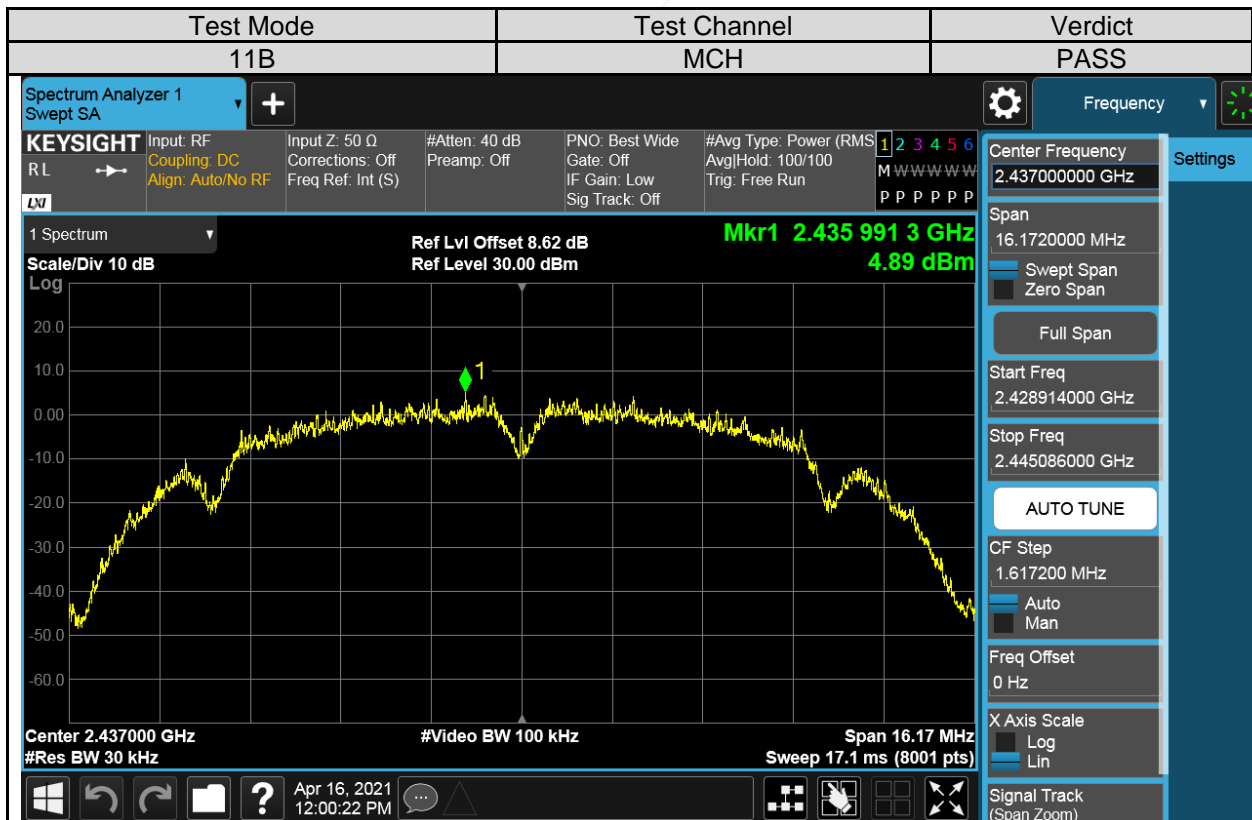 Test Mode Test Channel Verdict
11B MCH PASS
Spectrum Analyzer 1
Swept SA
+
Frequency
KEYSIGHT
R L
LXI
Input: RF
Coupling: DC
Align: Auto/No RF
Input Z: 50 Ω
Corrections: Off
Freq Ref: Int (S)
#Atten: 40 dB
Preamp: Off
PNO: Best Wide
Gate: Off
IF Gain: Low
Sig Track: Off
#Avg Type: Power (RMS
Avg|Hold: 100/100
Trig: Free Run
1 2 3 4 5 6
M W W W W W
P P P P P P
1 Spectrum
Scale/Div 10 dB
Log
Ref Lvl Offset 8.62 dB
Ref Level 30.00 dBm
Mkr1 2.435 991 3 GHz
4.89 dBm
20.0
10.0
0.00
-10.0
-20.0
-30.0
-40.0
-50.0
-60.0
1
Center 2.437000 GHz
#Res BW 30 kHz
#Video BW 100 kHz
Span 16.17 MHz
Sweep 17.1 ms (8001 pts)
Center Frequency
2.437000000 GHz
Settings
Span
16.1720000 MHz
Swept Span
Zero Span
Full Span
Start Freq
2.428914000 GHz
Stop Freq
2.445086000 GHz
AUTO TUNE
CF Step
1.617200 MHz
Auto
Man
Freq Offset
0 Hz
X Axis Scale
Log
Lin
Signal Track
(Span Zoom)
?
Apr 16, 2021
12:00:22 PM